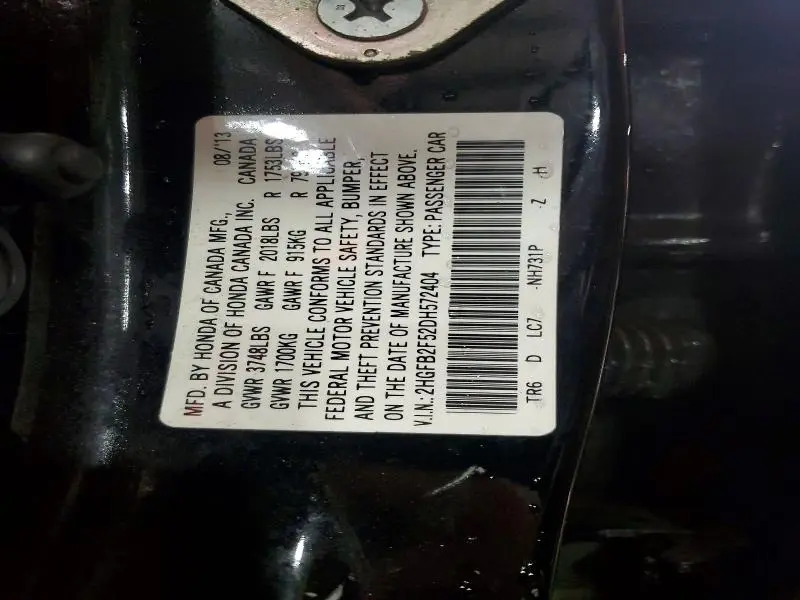 MFD. BY HONDA OF CANADA MFG., 08/13
A DIVISION OF HONDA CANADA INC. CANADA
GVWR 3748LBS GAWR F 2018LBS R 1753LBS
GVWR 1700KG GAWR F 915KG R
THIS VEHICLE CONFORMS TO ALL APPLICABLE
FEDERAL MOTOR VEHICLE SAFETY, BUMPER,
AND THEFT PREVENTION STANDARDS IN EFFECT
ON THE DATE OF MANUFACTURE SHOWN ABOVE.
V.I.N.: 2HGFB2F52DH572404 TYPE: PASSENGER CAR
TR6 D LC7 -NH731P -Z -H